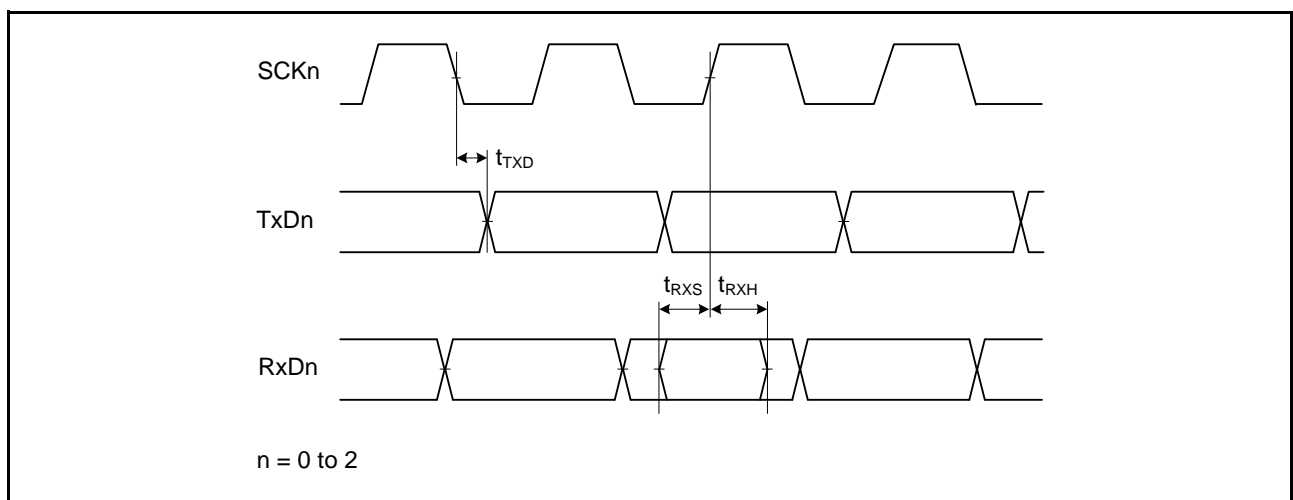 SCKn
tTXD
TxDn
tRXS tRXH
RxDn
n = 0 to 2